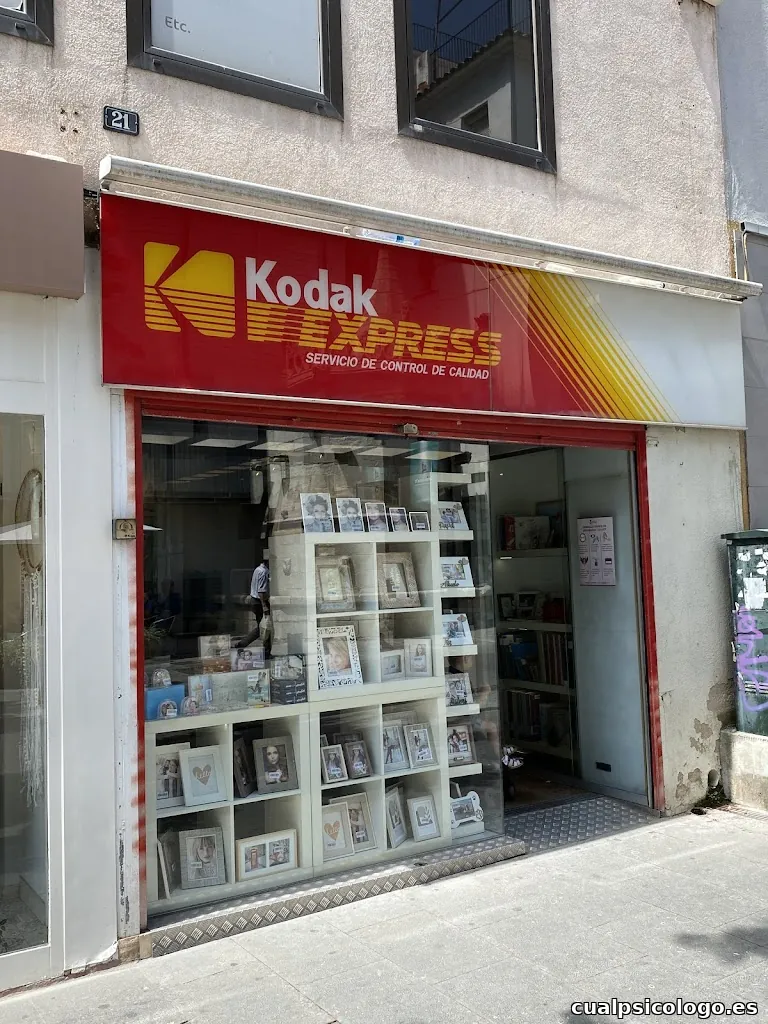 Etc.
21
Kodak
EXPRESS
SERVICIO DE CONTROL DE CALIDAD
cualpsicologo.es